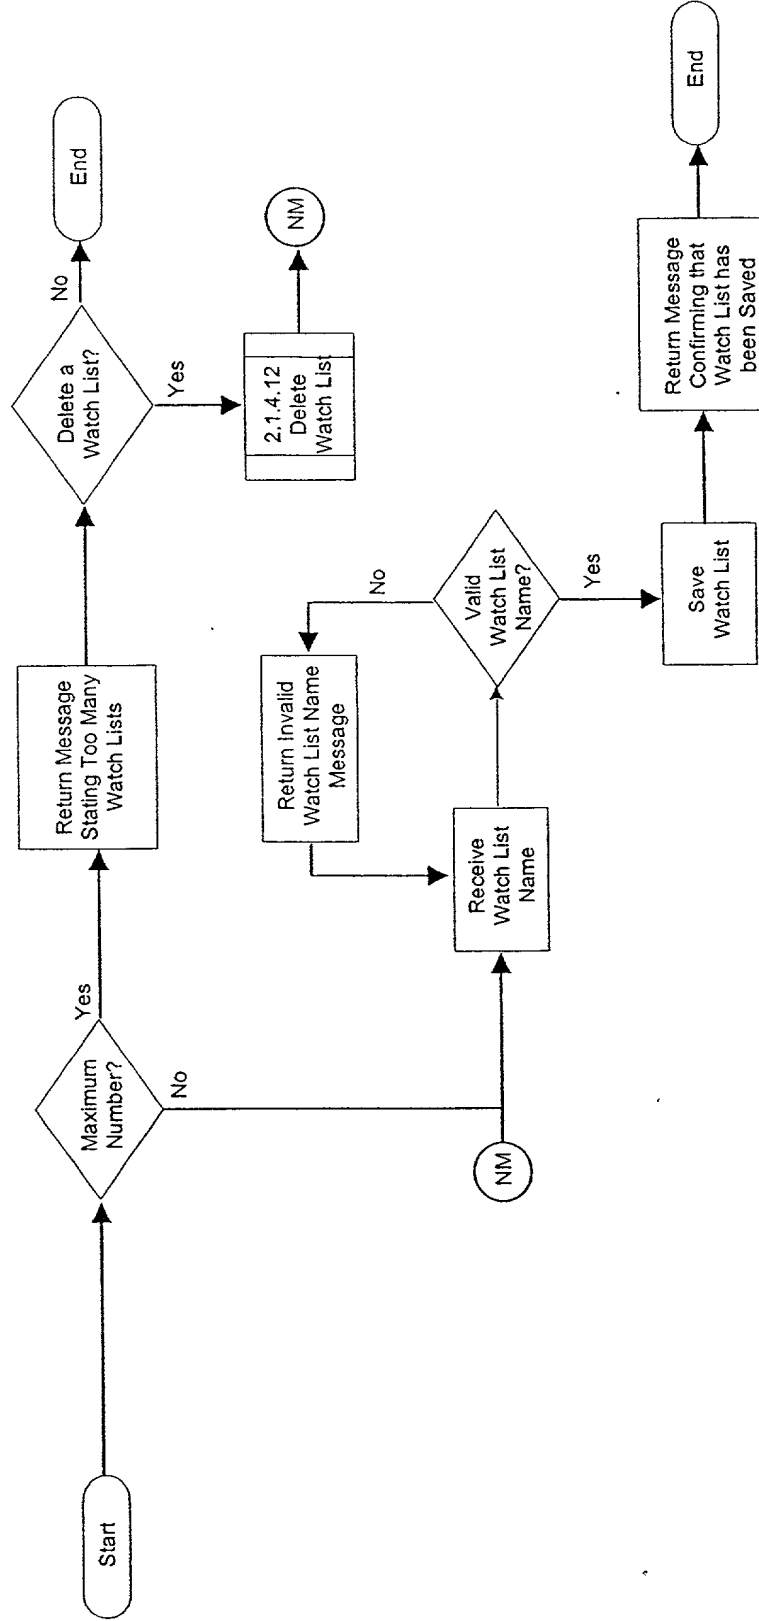 Start
Maximum
Number?
Yes
No
Return Message
Stating Too Many
Watch Lists
Delete a
Watch List?
No
End
Yes
2.1.4.12
Delete
Watch List
NM
NM
Receive
Watch List
Name
Return Invalid
Watch List Name
Message
Valid
Watch List
Name?
No
Yes
Save
Watch List
Return Message
Confirming that
Watch List has
been Saved
End